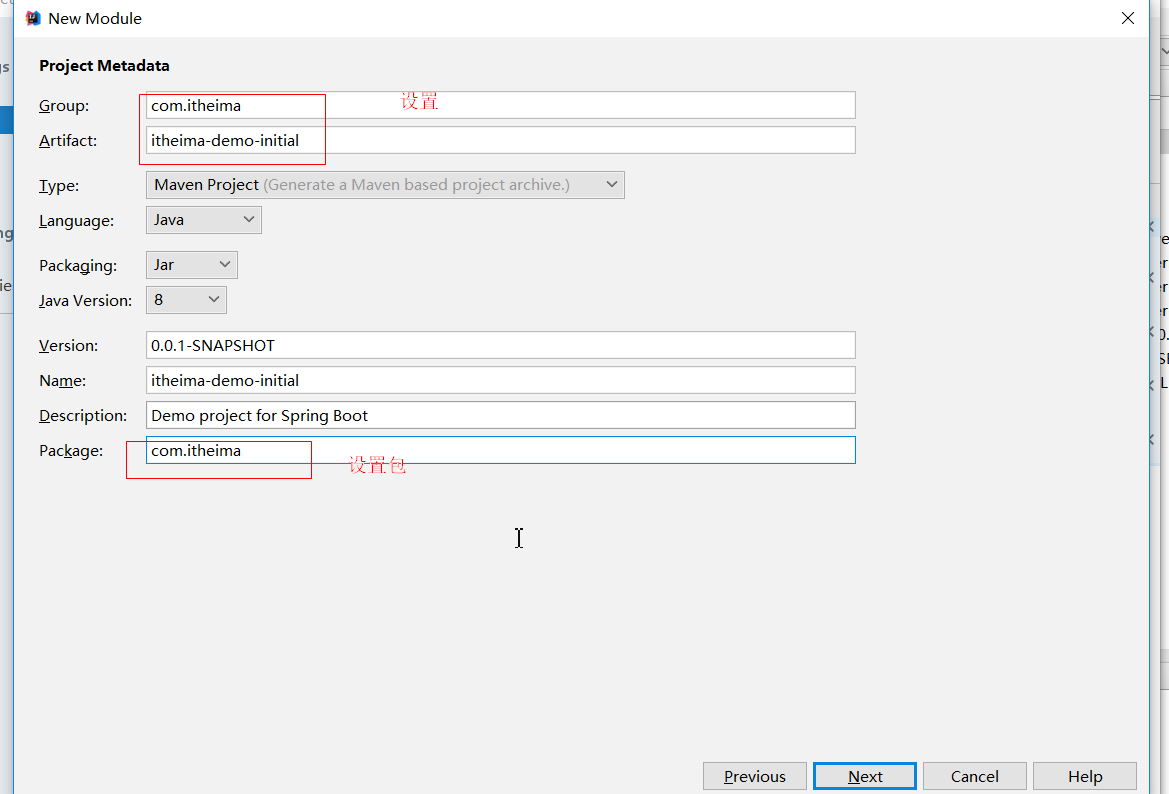 New Module
Project Metadata
Group: com.itheima 设置
Artifact: itheima-demo-initial
Type: Maven Project (Generate a Maven based project archive.)
Language: Java
Packaging: Jar
Java Version: 8
Version: 0.0.1-SNAPSHOT
Name: itheima-demo-initial
Description: Demo project for Spring Boot
Package: com.itheima
设置包
Previous Next Cancel Help